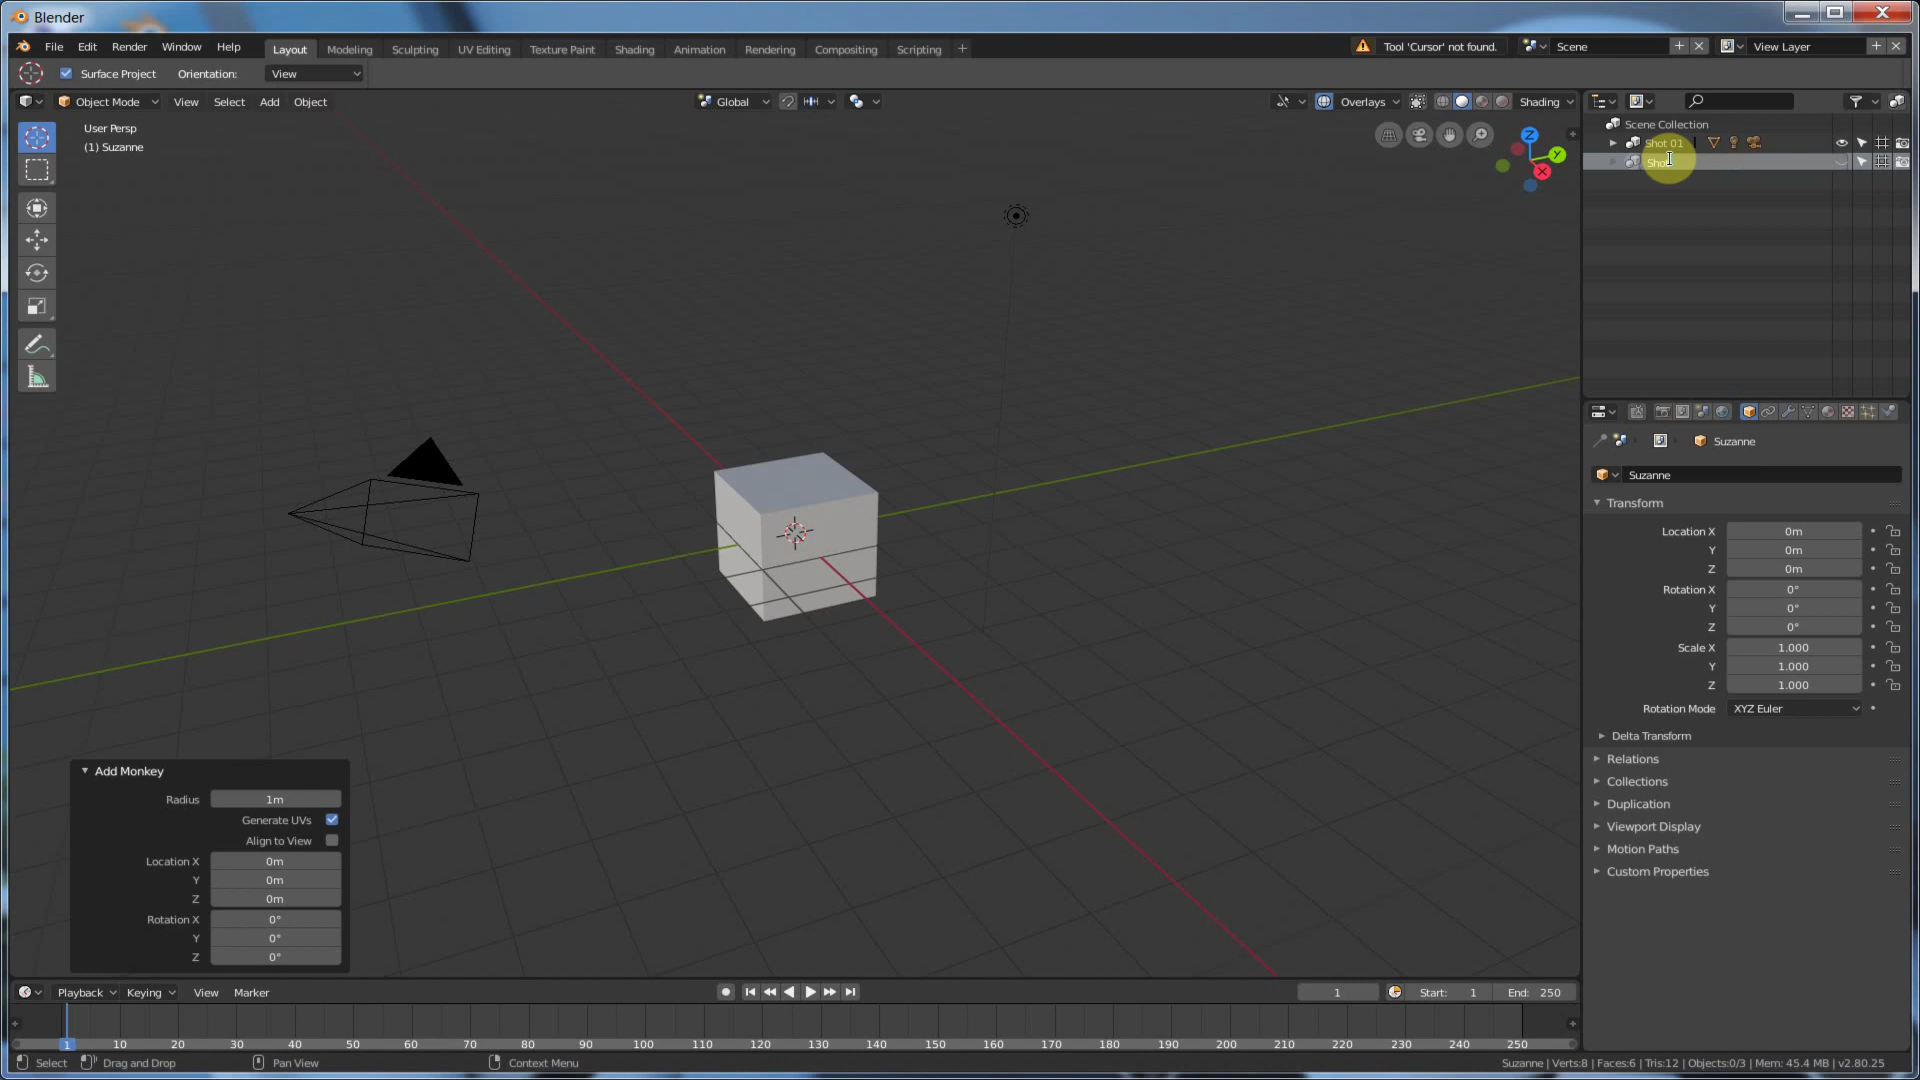 Blender
File Edit Render Window Help Layout Modeling Sculpting UV Editing Texture Paint Shading Animation Rendering Compositing Scripting + Tool 'Cursor' not found. Scene View Layer
Surface Project Orientation: View
Object Mode View Select Add Object Global Overlays Shading
User Persp
(1) Suzanne
Z
Y
X
Scene Collection
Shot 01
Suzanne
Suzanne
Transform
Location X 0m
Y 0m
Z 0m
Rotation X 0°
Y 0°
Z 0°
Scale X 1.000
Y 1.000
Z 1.000
Rotation Mode XYZ Euler
Delta Transform
Relations
Collections
Duplication
Viewport Display
Motion Paths
Custom Properties
Add Monkey
Radius 1m
Generate UVs
Align to View
Location X 0m
Y 0m
Z 0m
Rotation X 0°
Y 0°
Z 0°
Playback Keying View Marker 1 Start: 1 End: 250
1 10 20 30 40 50 60 70 80 90 100 110 120 130 140 150 160 170 180 190 200 210 220 230 240 250
Select Drag and Drop Pan View Context Menu Suzanne | Verts:8 | Faces:6 | Tris:12 | Objects:0/3 | Mem: 45.4 MB | v2.80.25